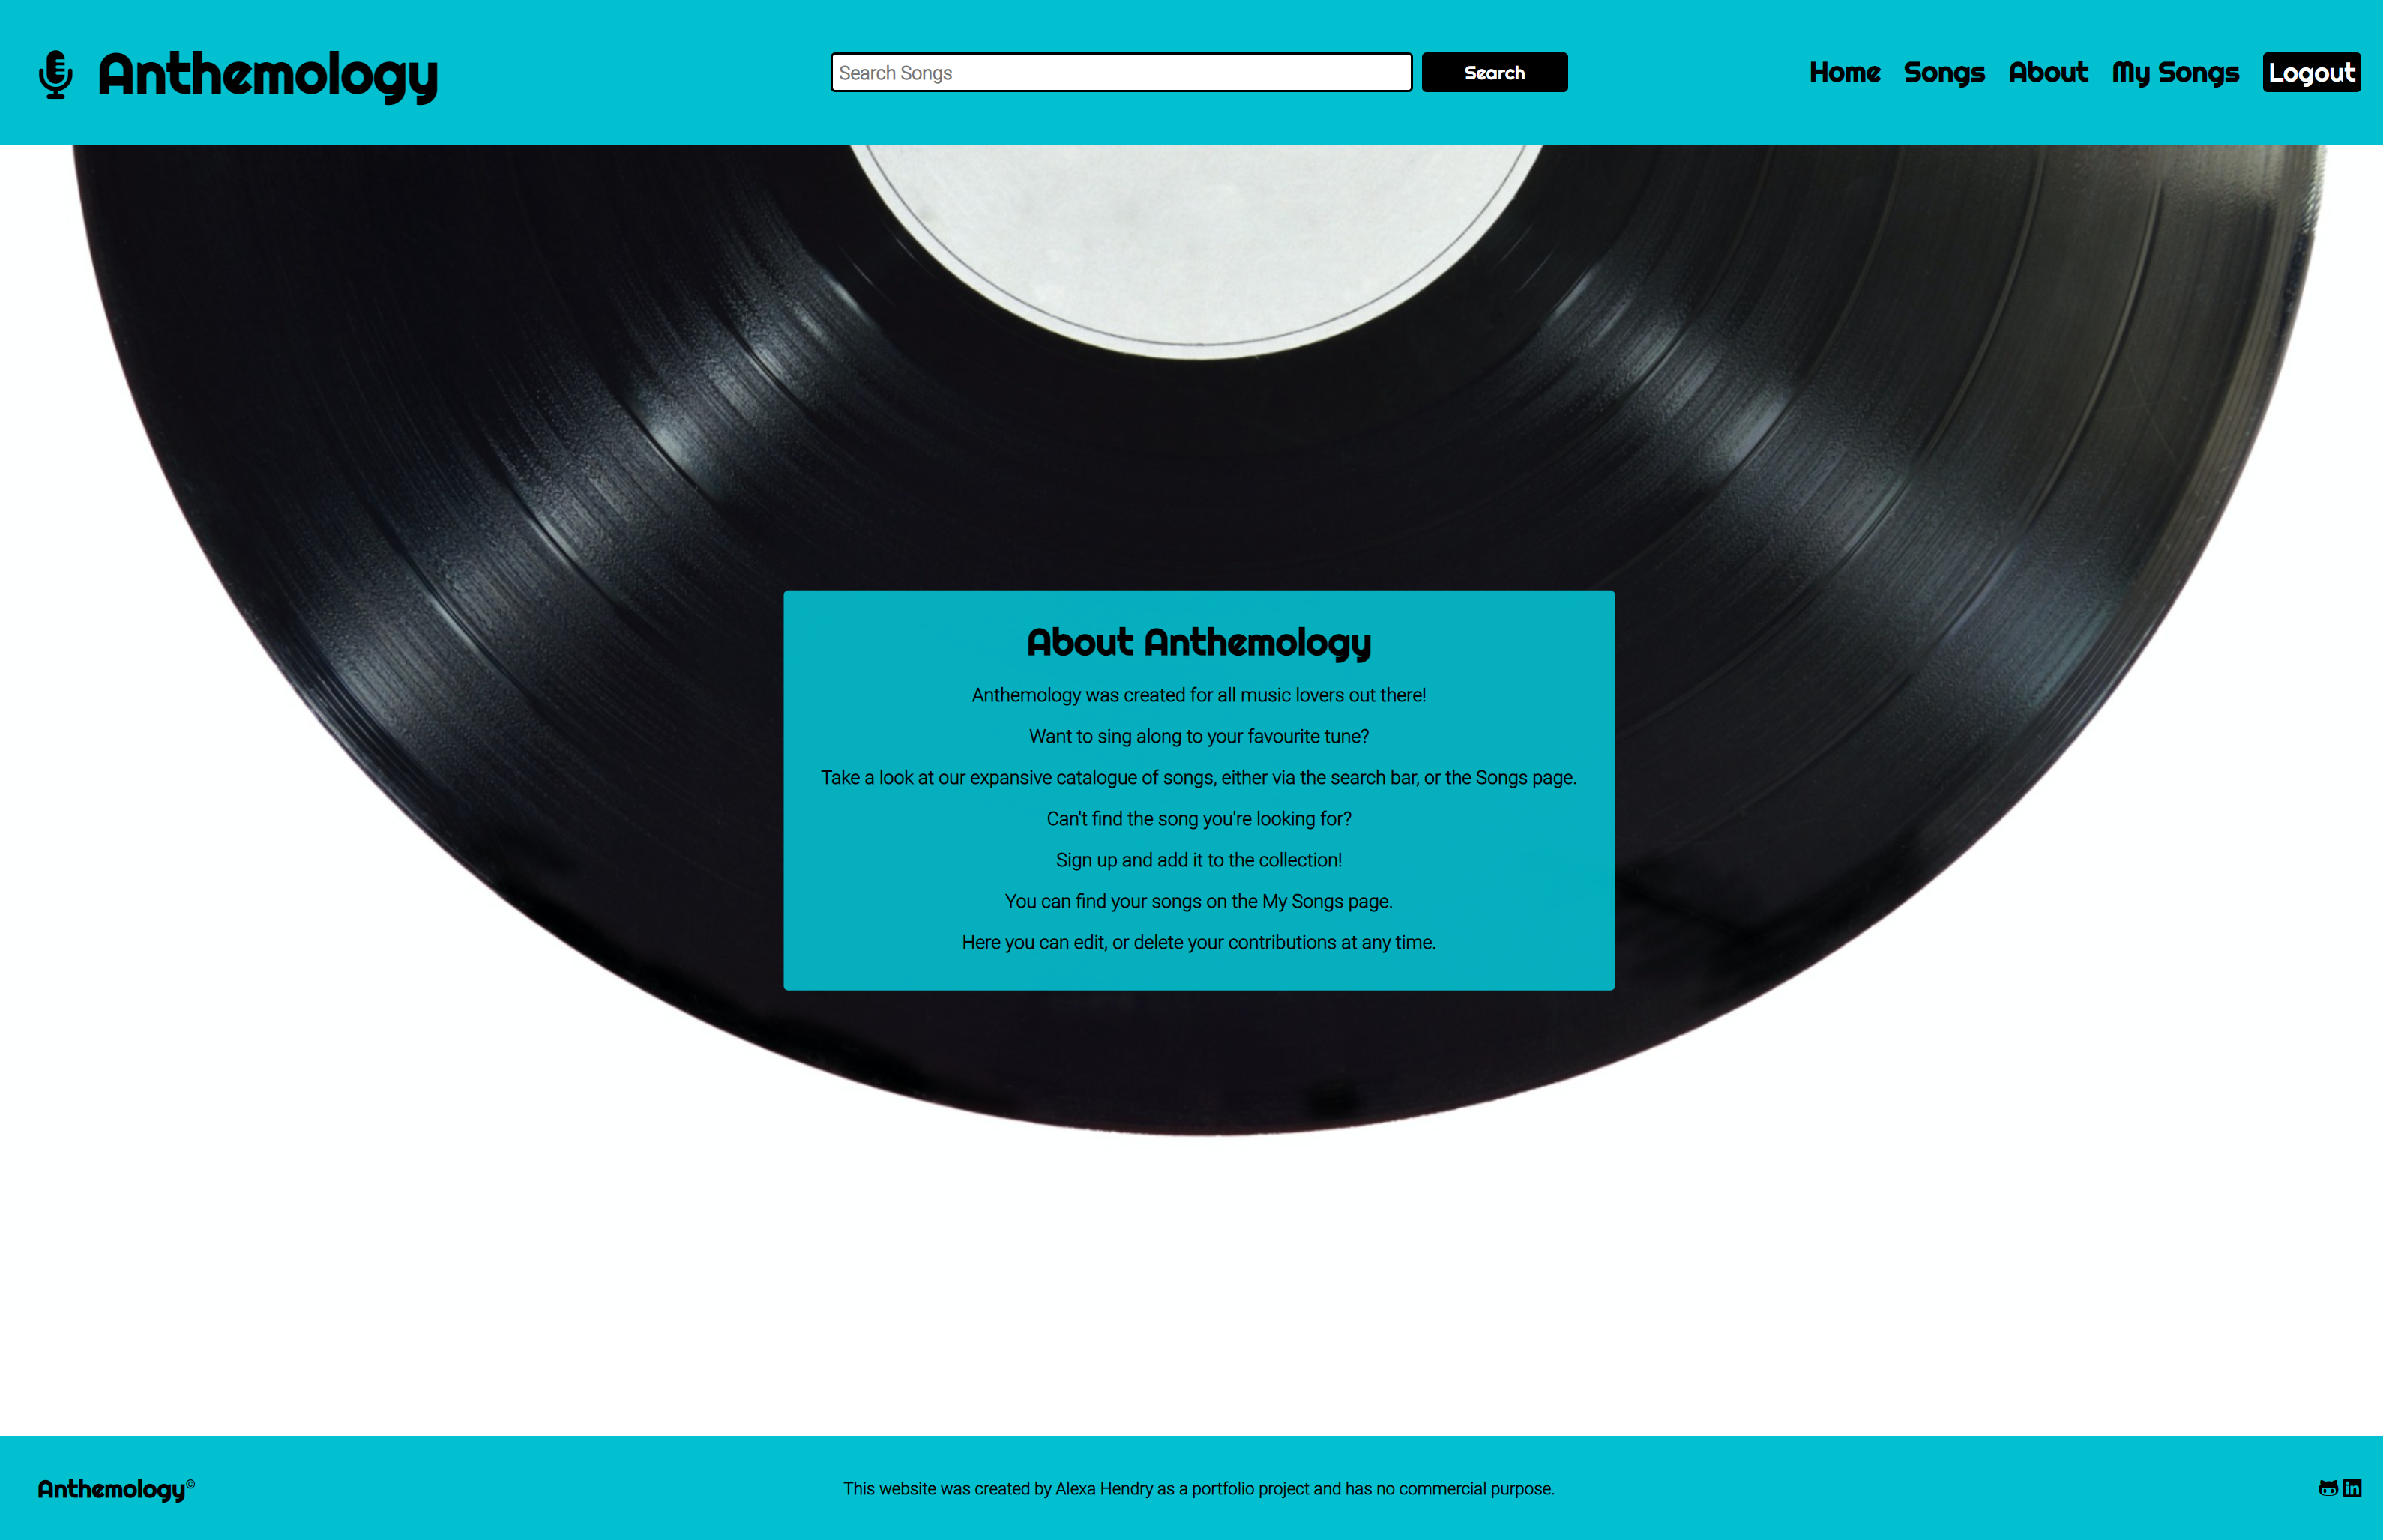 Anthemology
Search Songs
Search
Home
Songs
About
My Songs
Logout
About Anthemology
Anthemology was created for all music lovers out there!
Want to sing along to your favourite tune?
Take a look at our expansive catalogue of songs, either via the search bar, or the Songs page.
Can't find the song you're looking for?
Sign up and add it to the collection!
You can find your songs on the My Songs page.
Here you can edit, or delete your contributions at any time.
Anthemology©
This website was created by Alexa Hendry as a portfolio project and has no commercial purpose.
in